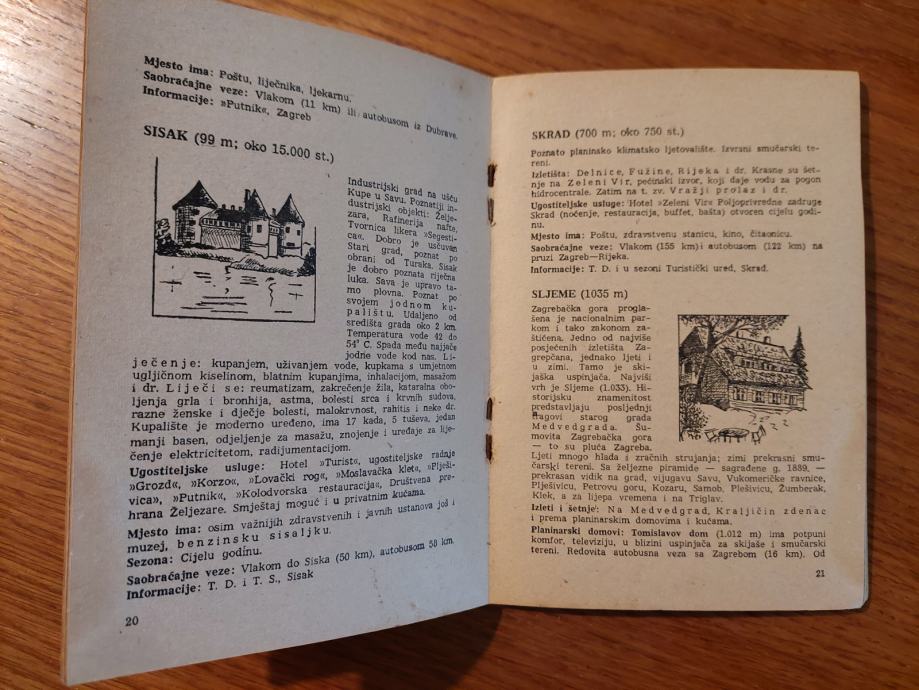 Mjesto ima: Poštu, liječnika, ljekarnu.
Saobraćajne veze: Vlakom (11 km) ili autobusom iz Dubrave.
Informacije: »Putnik«, Zagreb
SISAK (99 m; oko 15.000 st.)
Industrijski grad na ušću
Kupe u Savu. Poznatiji in-
dustrijski objekti: Želje-
zara, Rafinerija nafte,
Tvornica likera »Segesti-
ca«. Dobro je uščuvan
Stari grad, poznat po
obrani od Turaka. Sisak
je dobro poznata riječna
luka. Sava je upravo ta-
mo plovna. Poznat po
svojem jodnom ku-
palištu. Udaljeno od
središta grada oko 2 km.
Temperatura vode 42 do
54° C. Spada među najjače
jodne vode kod nas. Li-
ječenje: kupanjem, uživanjem vode, kupkama s umjetnom
ugljičnom kiselinom, blatnim kupanjima, inhalacijom, masažom
i dr. Liječi se: reumatizam, zakrečenje žila, kataralna obo-
ljenja grla i bronhija, astma, bolesti srca i krvnih sudova,
razne ženske i dječje bolesti, malokrvnost, rahitis i neke dr.
Kupalište je moderno uređeno, ima 17 kada, 5 tuševa, jedan
manji basen, odjeljenje za masažu, znojenje i uređaje za lije-
čenje elektricitetom, radijumentacijom.
Ugostiteljske usluge: Hotel »Turist«, ugostiteljske radnje
»Grozd«, »Korzo«, »Lovački rog«, »Moslavačka klet«, »Plješi-
vica», »Putnik«, »Kolodvorska restauracija«, Društvena pre-
hrana Željezare. Smještaj moguć i u privatnim kućama.
Mjesto ima: osim važnijih zdravstvenih i javnih ustanova još i
muzej, benzinsku sisaljku.
Sezona: Cijelu godinu.
Saobraćajne veze: Vlakom do Siska (50 km), autobusom 58 km.
Informacije: T. D. i T. S., Sisak
20
SKRAD (700 m; oko 750 st.)
Poznato planinsko klimatsko ljetovalište. Izvrsni smučarski te-
reni.
Izletišta: Delnice, Fužine, Rijeka i dr. Krasne su šet-
nje na Zeleni Vir, pećinski izvor, koji daje vodu za pogon
hidrocentrale. Zatim na t. zv. Vražji prolaz i dr.
Ugostiteljske usluge: Hotel »Zeleni Vir« Poljoprivredne zadruge
Skrad (noćenje, restauracija, buffet, bašta) otvoren cijelu godi-
nu.
Mjesto ima: Poštu, zdravstvenu stanicu, kino, čitaonicu.
Saobraćajne veze: Vlakom (155 km) i autobusom (122 km) na
pruzi Zagreb—Rijeka.
Informacije: T. D. i u sezoni Turistički ured, Skrad.
SLJEME (1035 m)
Zagrebačka gora progla-
šena je nacionalnim par-
kom i tako zakonom za-
štićena. Jedno od najviše
posjećenih izletišta Za-
grepčana, jednako ljeti i
u zimi. Tamo je ski-
jaška uspinjača. Najviši
vrh je Sljeme (1.033). Hi-
storijsku znamenitost
predstavljaju posljednji
tragovi starog grada
Medvedgrada. Šu-
movita Zagrebačka gora
— to su pluća Zagreba.
Ljeti mnogo hlada s zračnih strujanja; zimi prekrasni smu-
čarski tereni. Sa željezne piramide — sagrađene g. 1889. —
prekrasan vidik na grad, vijugavu Savu, Vukomeričke ravnice,
Plješivicu, Petrovu goru, Kozaru, Samob. Plešivicu, Žumberak,
Klek, a za lijepa vremena i na Triglav.
Izleti i šetnje: Na Medvedgrad, Kraljičin zdenac
i prema planinarskim domovima i kućama.
Planinarski domovi: Tomislavov dom (1.012 m) ima potpuni
komfor, televiziju, u blizini uspinjača za skijaše i smučarski
tereni. Redovita autobusna veza sa Zagrebom (16 km). Od
21